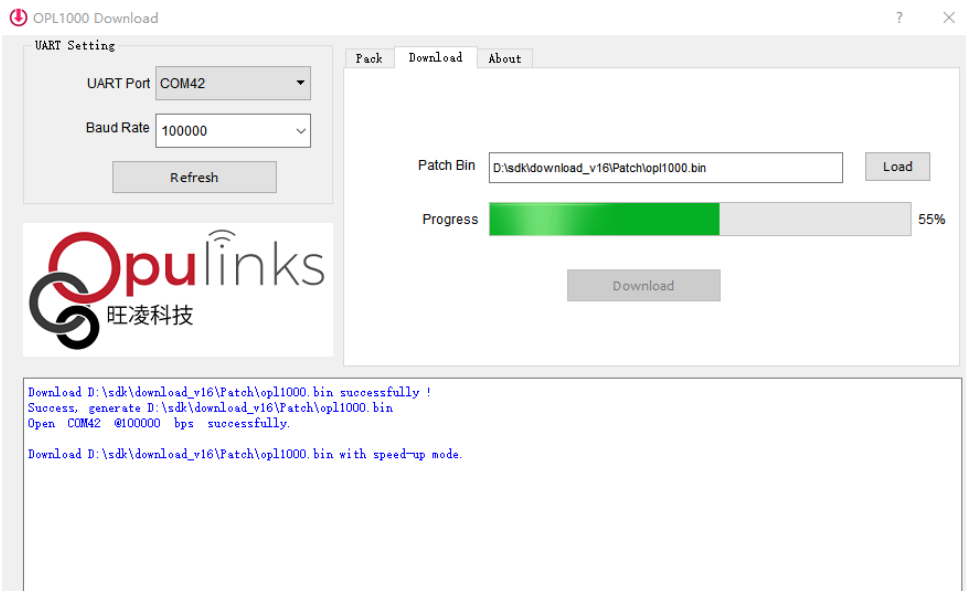 OPL1000 Download
UART Setting
UART Port COM42
Baud Rate 100000
Refresh
Opulinks
旺凌科技
Pack Download About
Patch Bin D:\sdk\download_v16\Patch\opl1000.bin Load
Progress 55%
Download
Download D:\sdk\download_v16\Patch\opl1000.bin successfully !
Success, generate D:\sdk\download_v16\Patch\opl1000.bin
Open COM42 @100000 bps successfully.
Download D:\sdk\download_v16\Patch\opl1000.bin with speed-up mode.